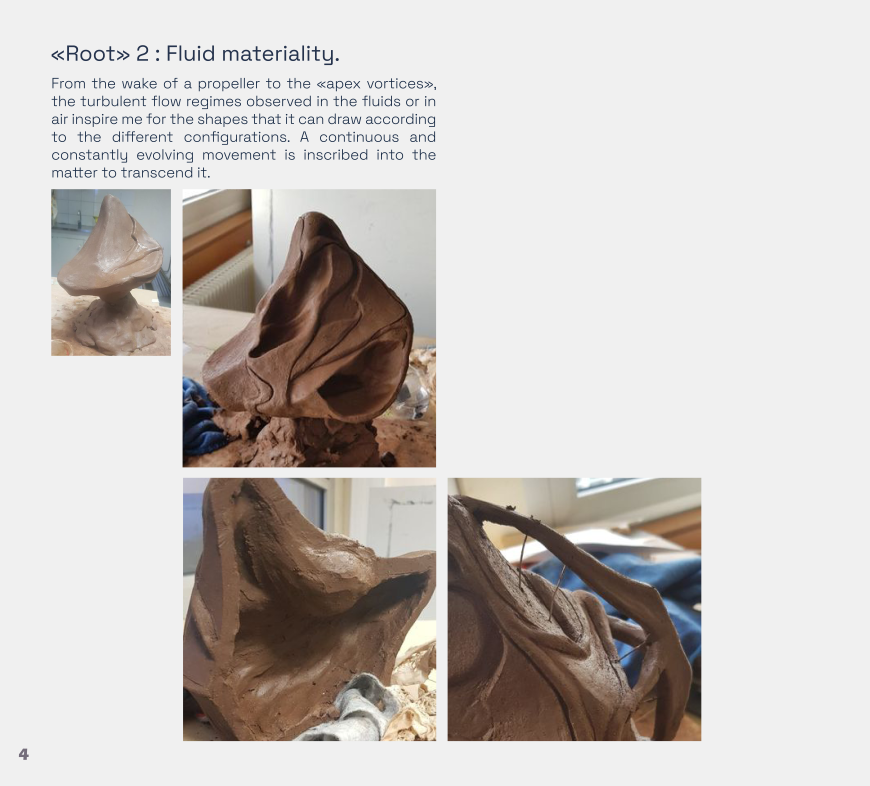 «Root» 2 : Fluid materiality.
From the wake of a propeller to the «apex vortices»,
the turbulent flow regimes observed in the fluids or in
air inspire me for the shapes that it can draw according
to the different configurations. A continuous and
constantly evolving movement is inscribed into the
matter to transcend it.
4